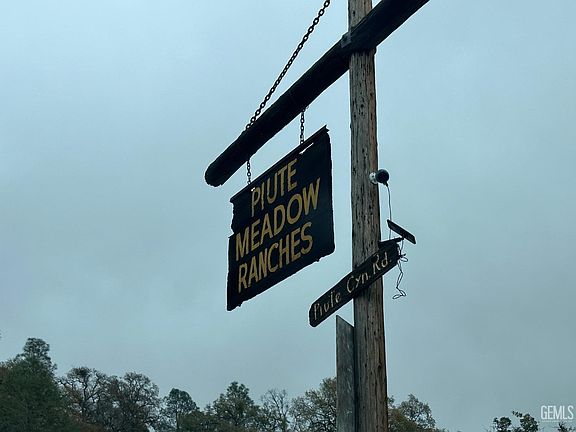 PIUTE
MEADOW
RANCHES
Piute Cyn. Rd.
GEMLS